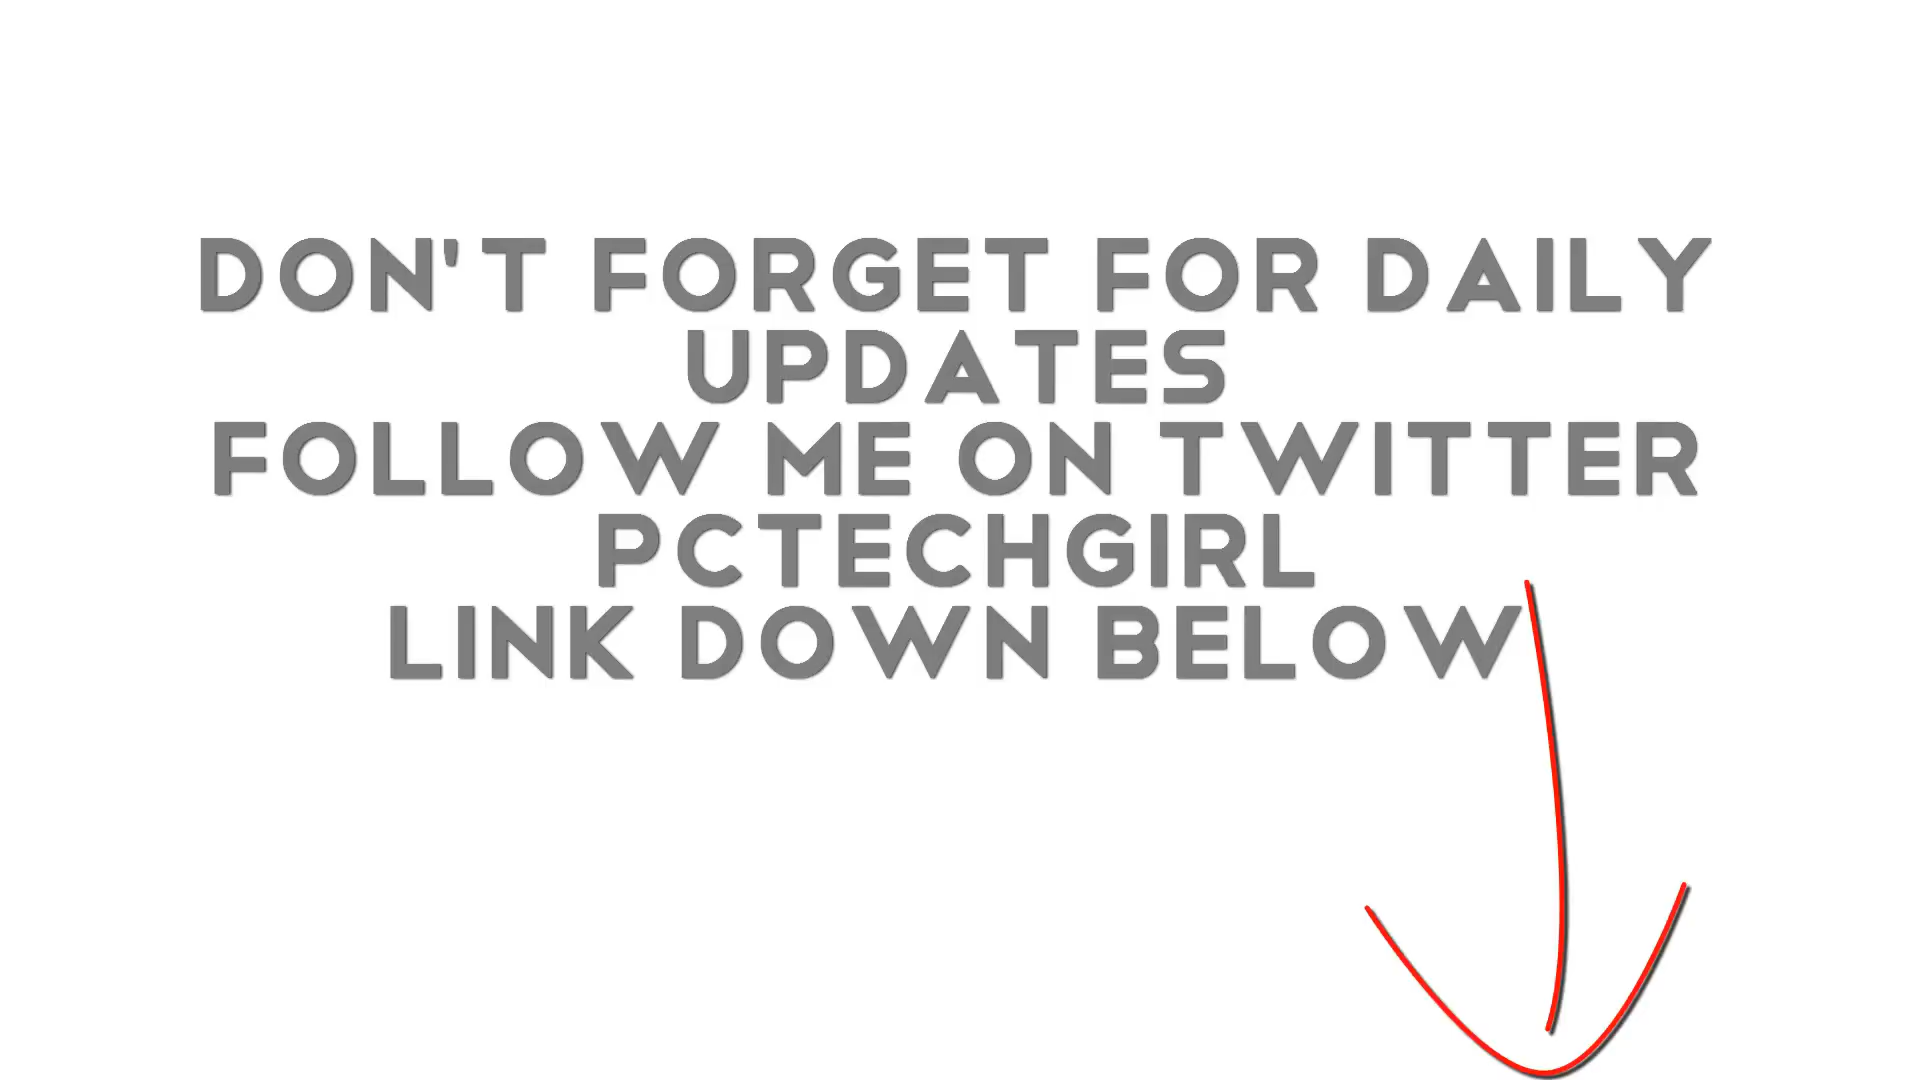 DON'T FORGET FOR DAILY
UPDATES
FOLLOW ME ON TWITTER
PCTECHGIRL
LINK DOWN BELOW